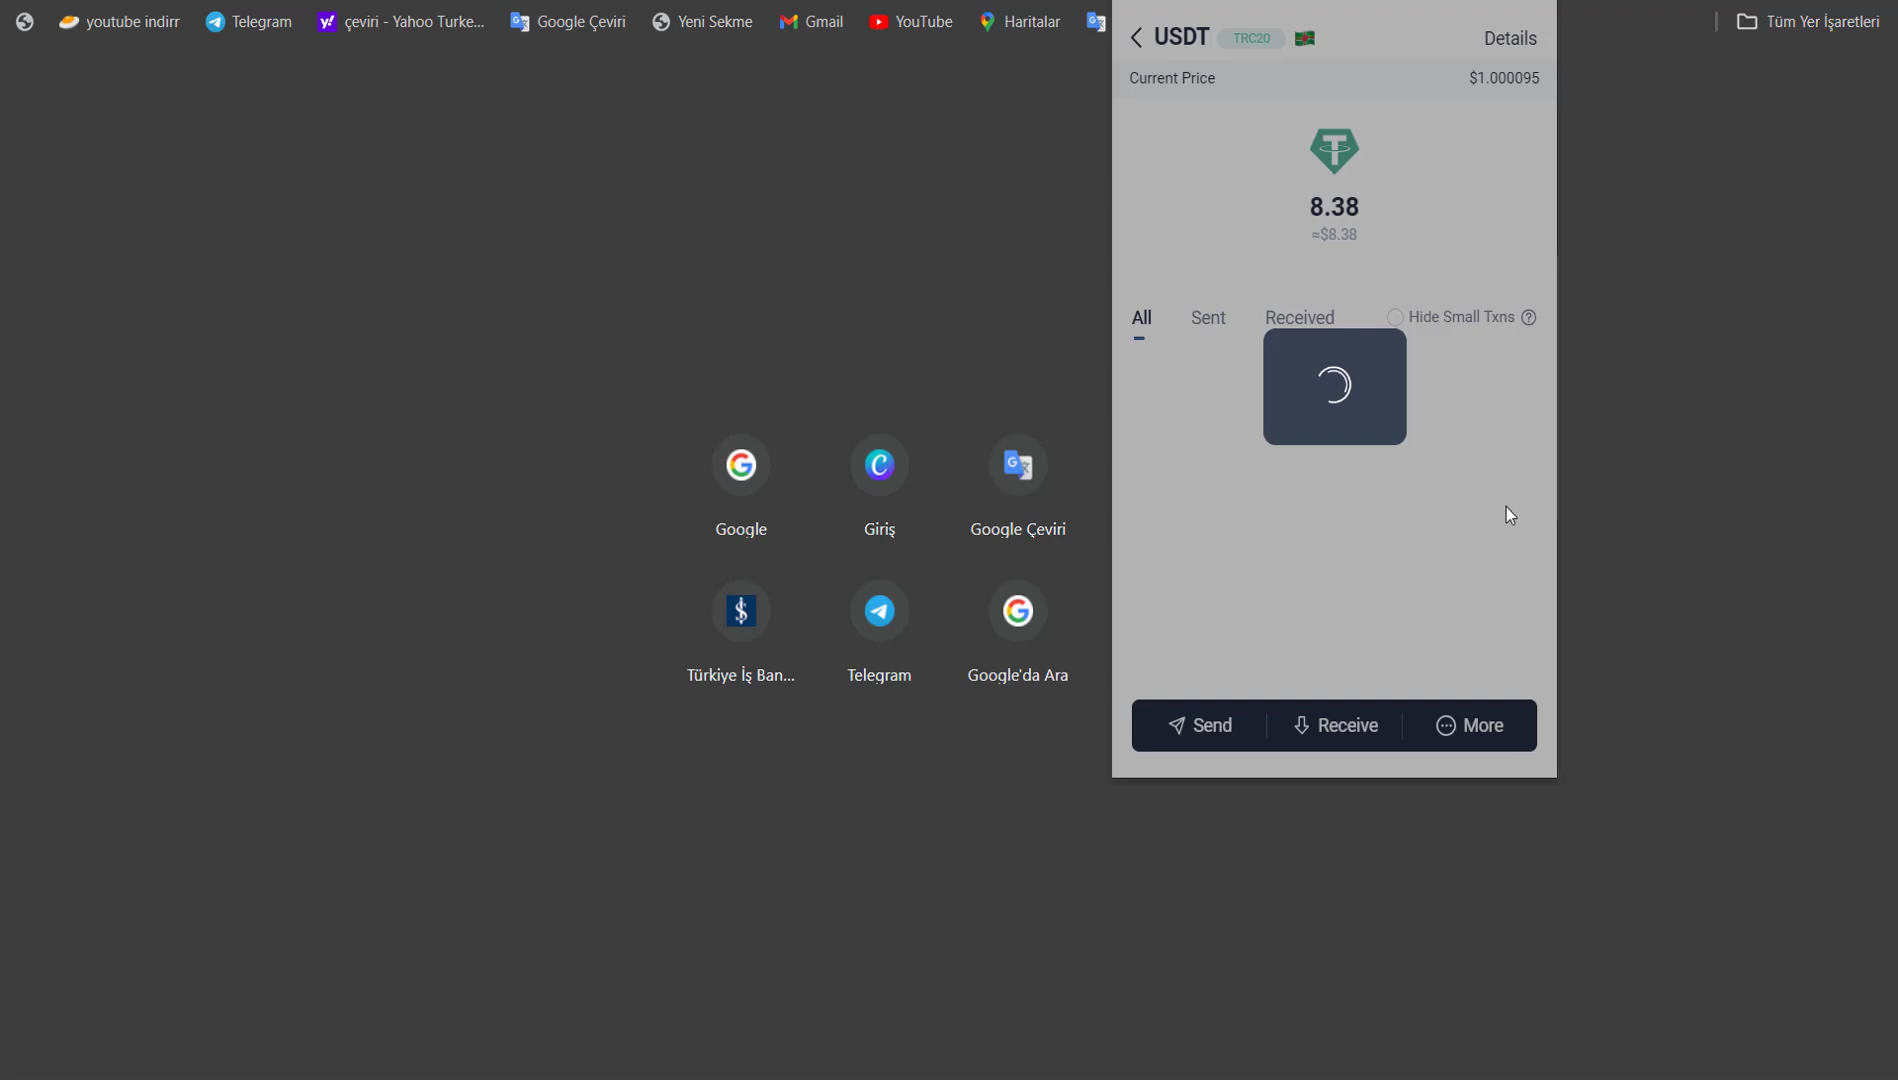 youtube indirr Telegram çeviri - Yahoo Turke... Google Çeviri Yeni Sekme Gmail YouTube Haritalar Tüm Yer İşaretleri
USDT TRC20 Details
Current Price $1.000095
8.38
≈$8.38
All Sent Received Hide Small Txns
Google Giriş Google Çeviri
Türkiye İş Ban... Telegram Google'da Ara
Send Receive More